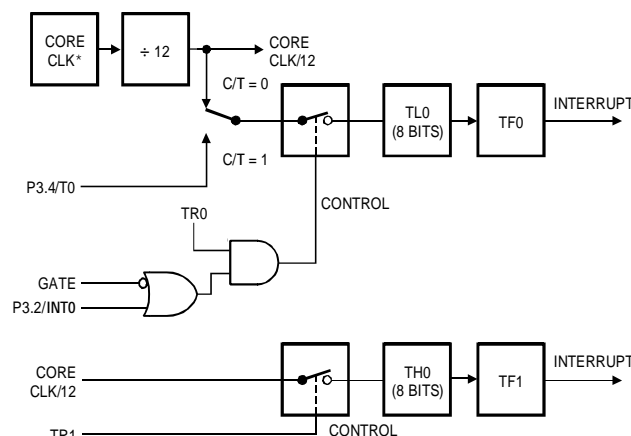 CORE
CLK*
÷ 12
CORE
CLK/12
C/T = 0
TL0
(8 BITS)
TF0
INTERRUPT
C/T = 1
P3.4/T0
CONTROL
TR0
GATE
P3.2/INT0
CORE
CLK/12
TH0
(8 BITS)
TF1
INTERRUPT
CONTROL
TR1